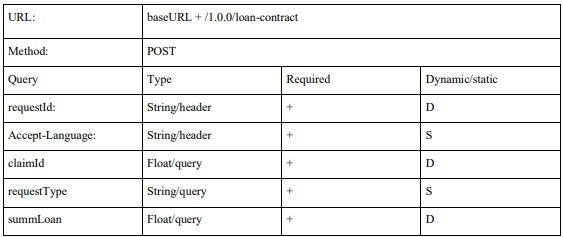 URL: baseURL + /1.0.0/loan-contract
Method: POST
Query Type Required Dynamic/static
requestId: String/header + D
Accept-Language: String/header + S
claimId Float/query + D
requestType String/query + S
summLoan Float/query + D